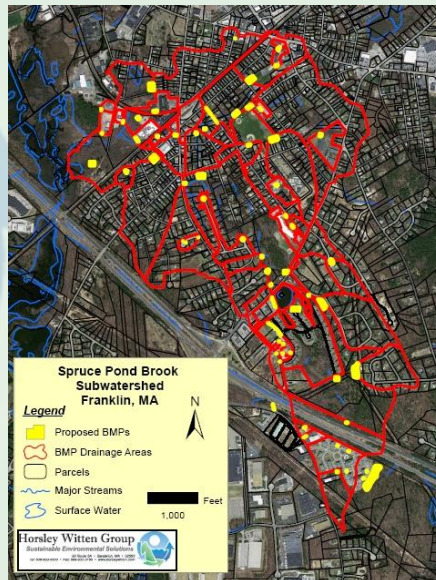 Spruce Pond Brook
Subwatershed
Franklin, MA
Legend
N
Proposed BMPs
BMP Drainage Areas
Parcels
Major Streams
Surface Water
Feet
1,000
Horsley Witten Group
Sustainable Environmental Solutions